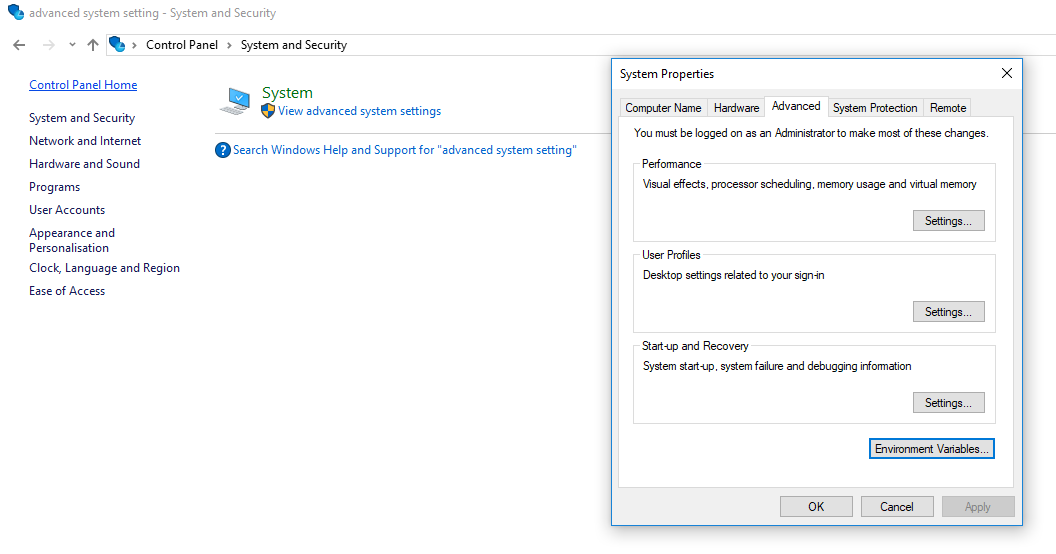 advanced system setting - System and Security
Control Panel > System and Security
Control Panel Home
System and Security
Network and Internet
Hardware and Sound
Programs
User Accounts
Appearance and
Personalisation
Clock, Language and Region
Ease of Access
System
View advanced system settings
Search Windows Help and Support for "advanced system setting"
System Properties
Computer Name Hardware Advanced System Protection Remote
You must be logged on as an Administrator to make most of these changes.
Performance
Visual effects, processor scheduling, memory usage and virtual memory
Settings...
User Profiles
Desktop settings related to your sign-in
Settings...
Start-up and Recovery
System start-up, system failure and debugging information
Settings...
Environment Variables...
OK Cancel Apply